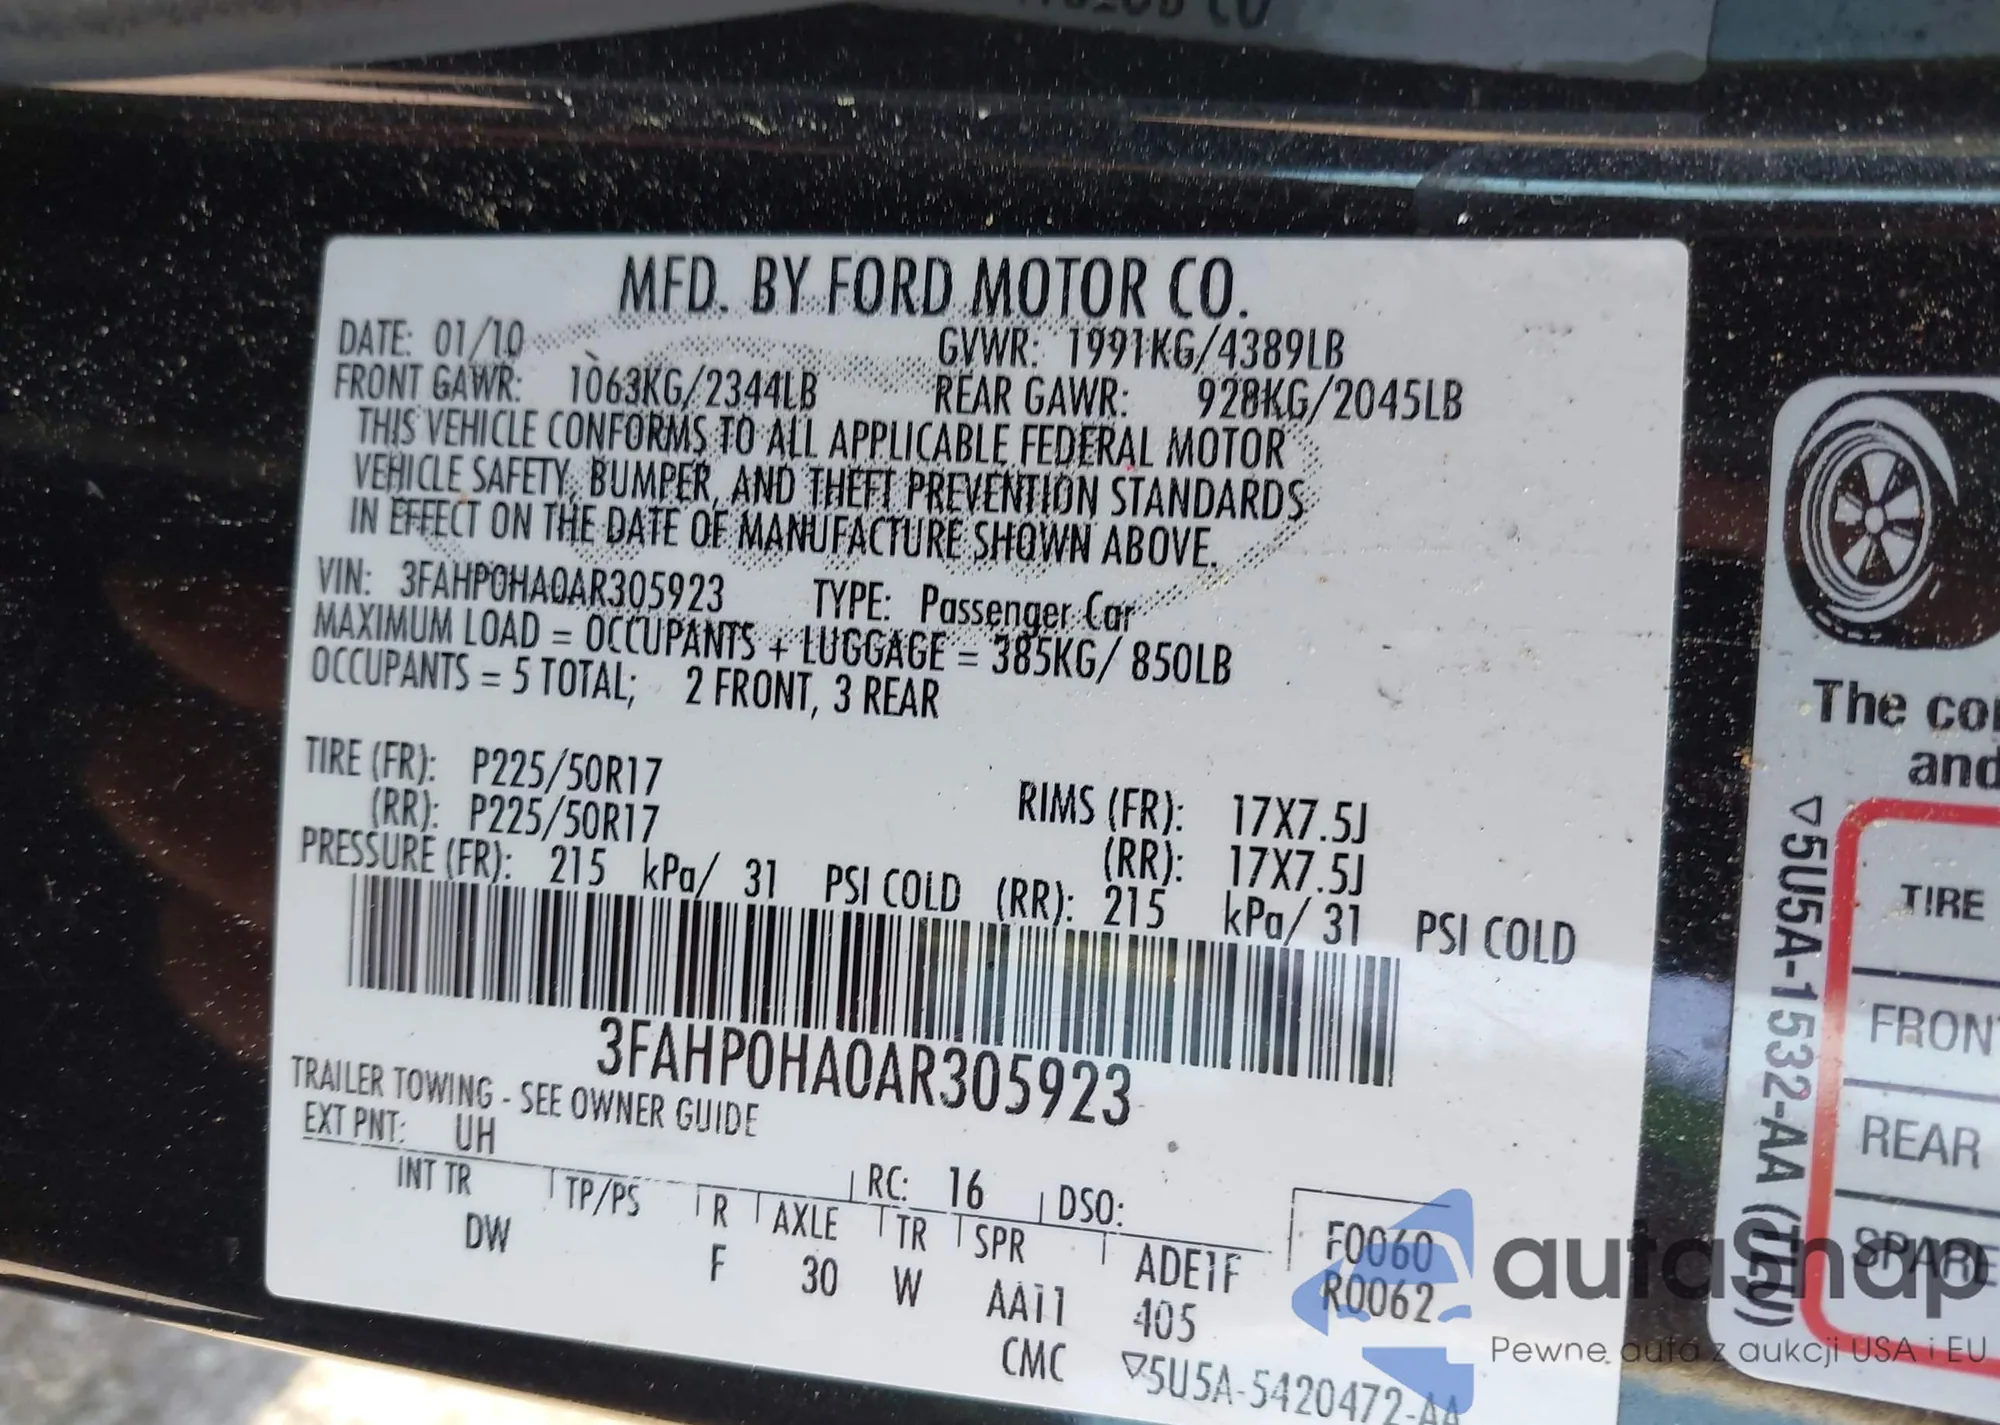 MFD. BY FORD MOTOR CO.
DATE: 01/10 GVWR: 1991KG/4389LB
FRONT GAWR: 1063KG/2344LB REAR GAWR: 928KG/2045LB
THIS VEHICLE CONFORMS TO ALL APPLICABLE FEDERAL MOTOR
VEHICLE SAFETY, BUMPER, AND THEFT PREVENTION STANDARDS
IN EFFECT ON THE DATE OF MANUFACTURE SHOWN ABOVE.
VIN: 3FAHP0HA0AR305923 TYPE: Passenger Car
MAXIMUM LOAD = OCCUPANTS + LUGGAGE = 385KG/ 850LB
OCCUPANTS = 5 TOTAL; 2 FRONT, 3 REAR
TIRE (FR): P225/50R17 RIMS (FR): 17X7.5J
(RR): P225/50R17 (RR): 17X7.5J
PRESSURE (FR): 215 kPa/ 31 PSI COLD (RR): 215 kPa/ 31 PSI COLD
3FAHP0HA0AR305923
TRAILER TOWING - SEE OWNER GUIDE
EXT PNT: UH RC: 16 DSO:
INT TR TP/PS R AXLE TR SPR ADE1F F0060
DW F 30 W AA11 405 R0062
CMC ▽5U5A-5420472-AA
The
and
▽5U5A-1532-AA
TIRE
FRONT
REAR
SPARE
autasnap
Pewne auta z aukcji USA i EU